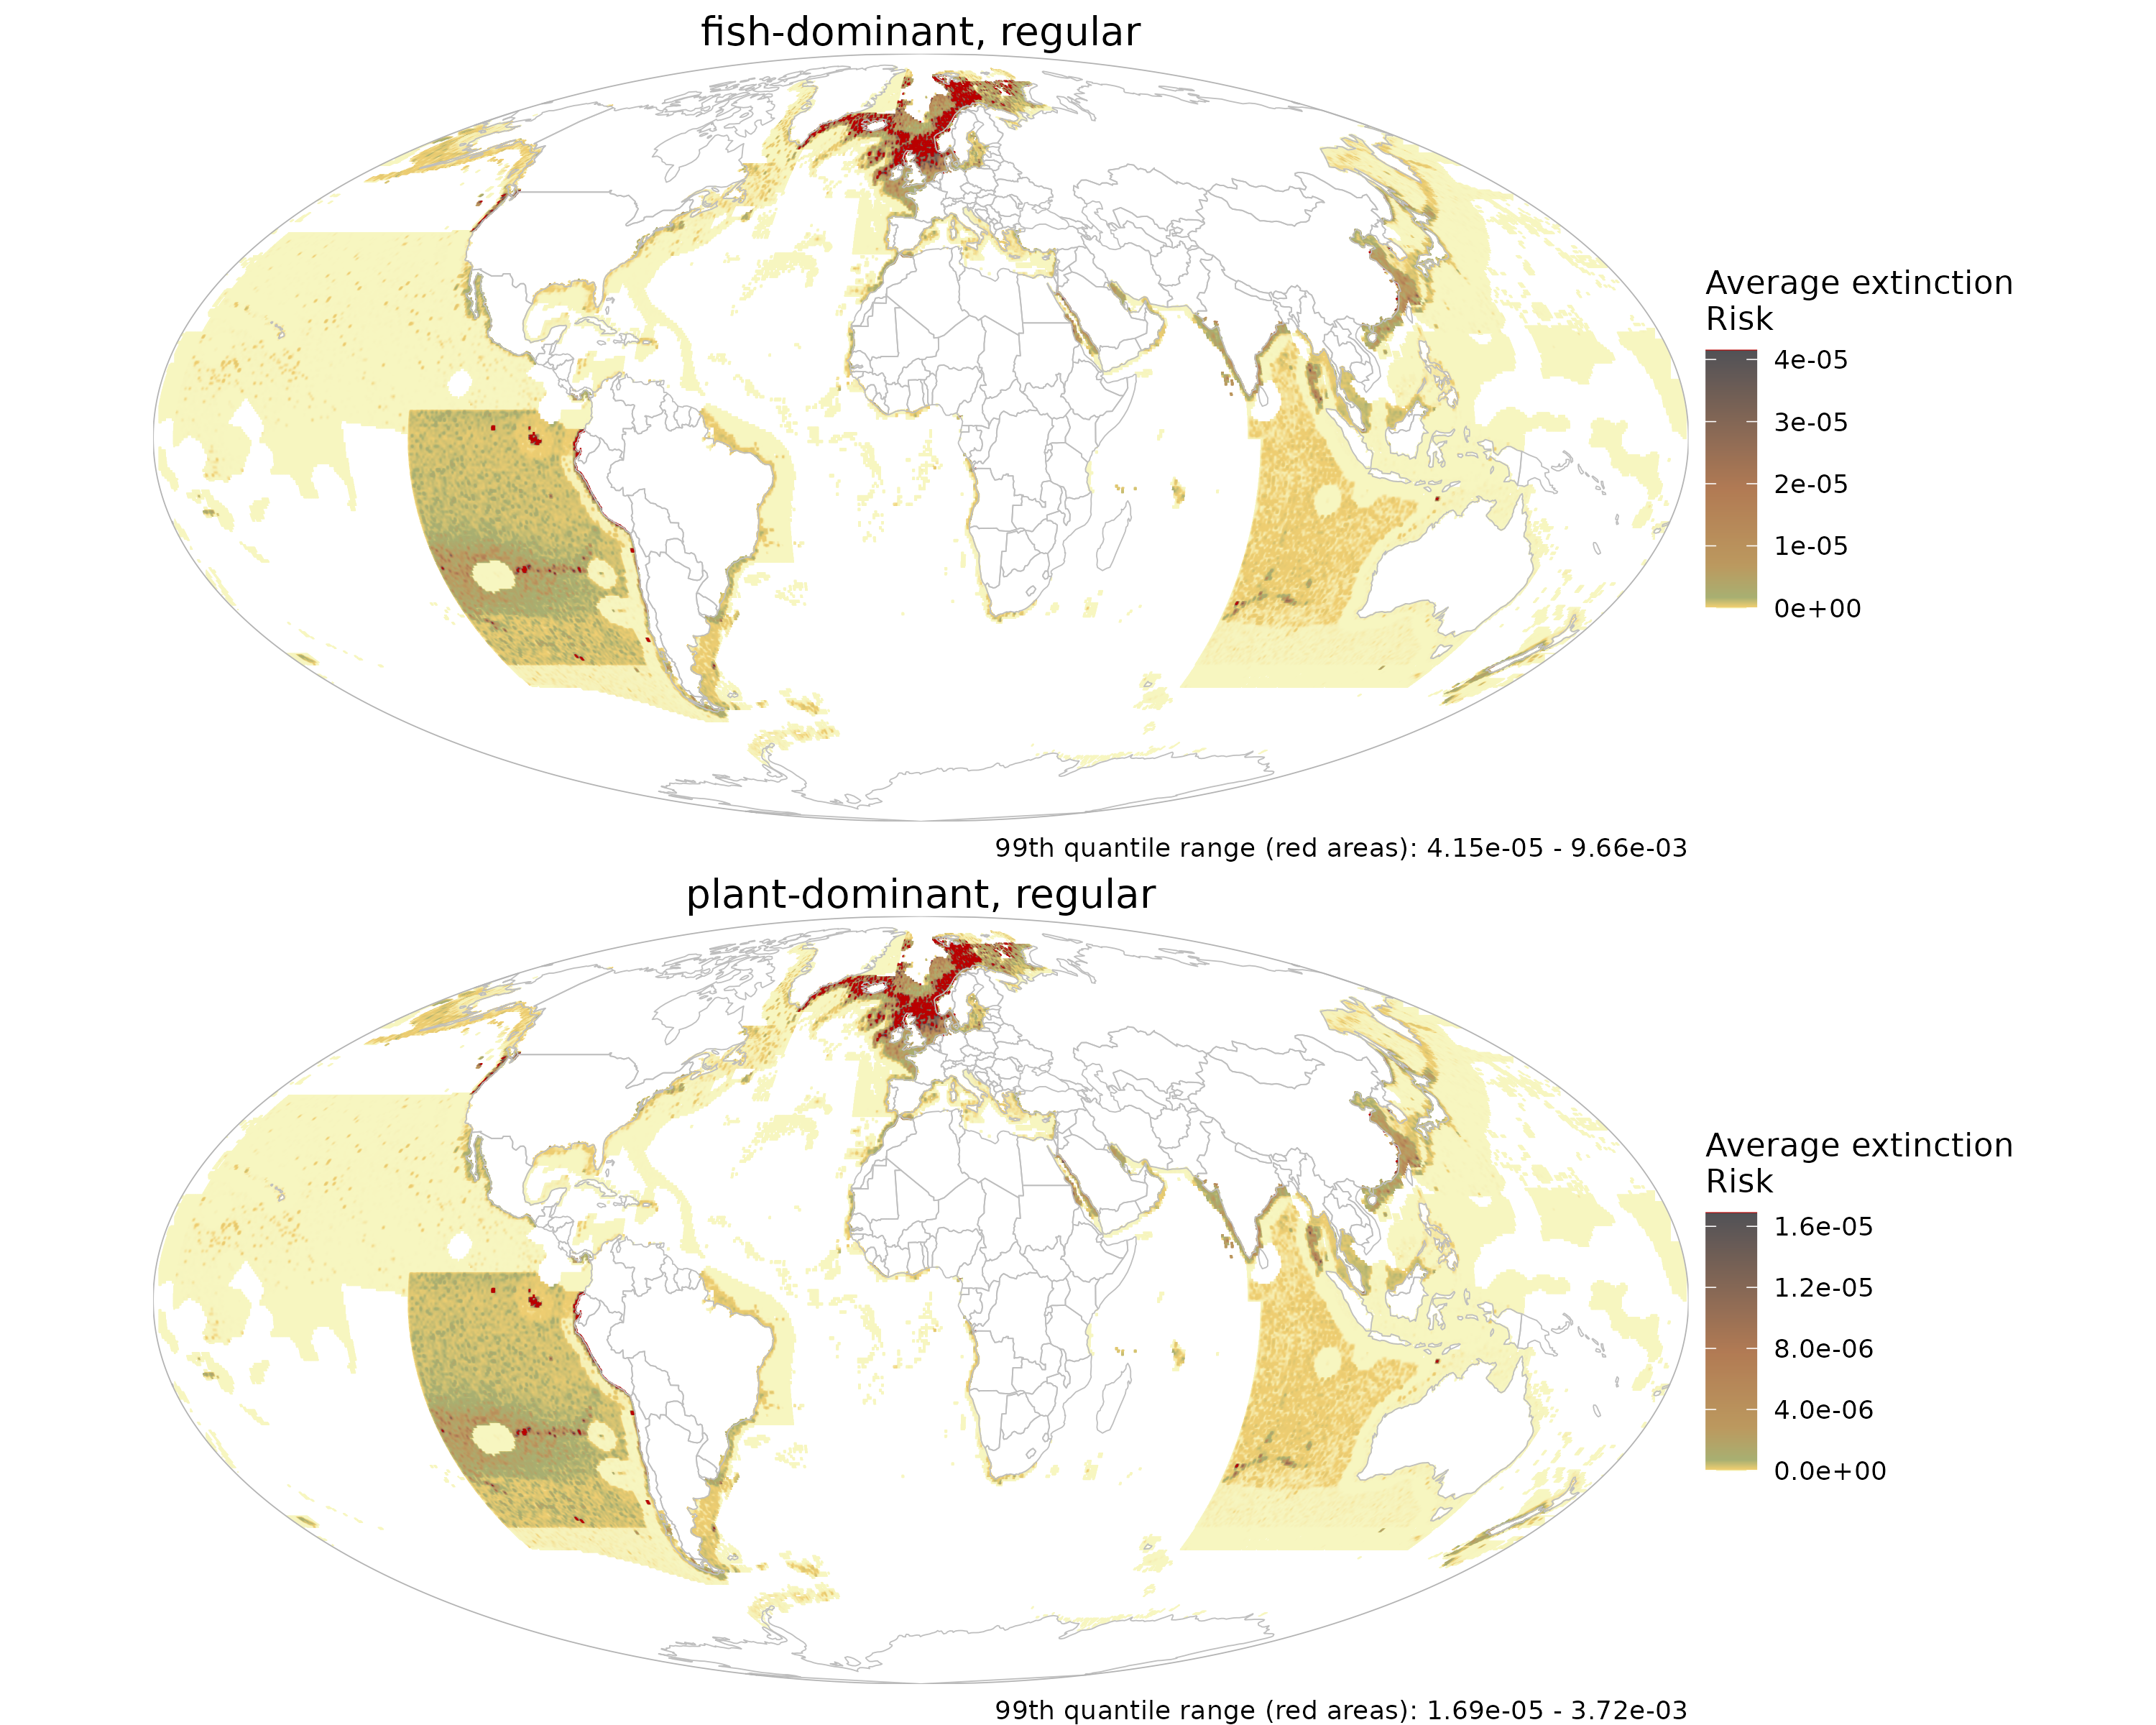 fish-dominant, regular
Average extinction
Risk
4e-05
3e-05
2e-05
1e-05
0e+00
99th quantile range (red areas): 4.15e-05 - 9.66e-03
plant-dominant, regular
Average extinction
Risk
1.6e-05
1.2e-05
8.0e-06
4.0e-06
0.0e+00
99th quantile range (red areas): 1.69e-05 - 3.72e-03